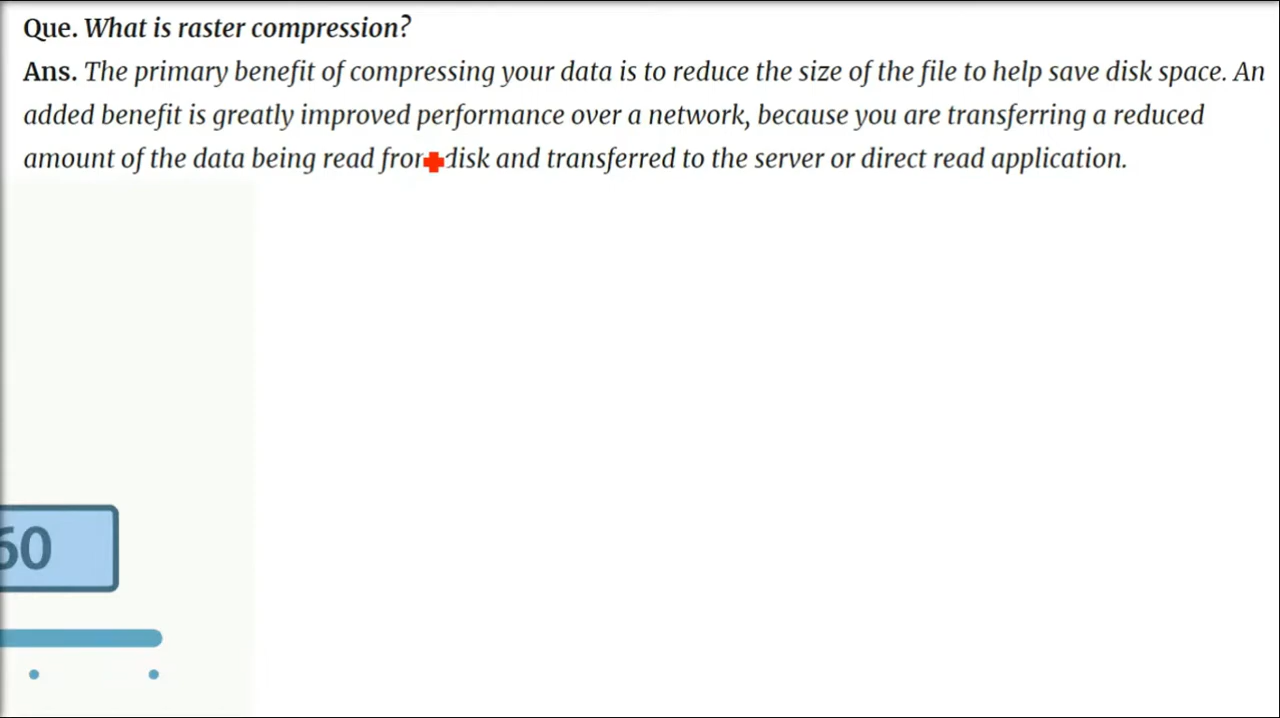 Que. What is raster compression?
Ans. The primary benefit of compressing your data is to reduce the size of the file to help save disk space. An
added benefit is greatly improved performance over a network, because you are transferring a reduced
amount of the data being read from disk and transferred to the server or direct read application.
60